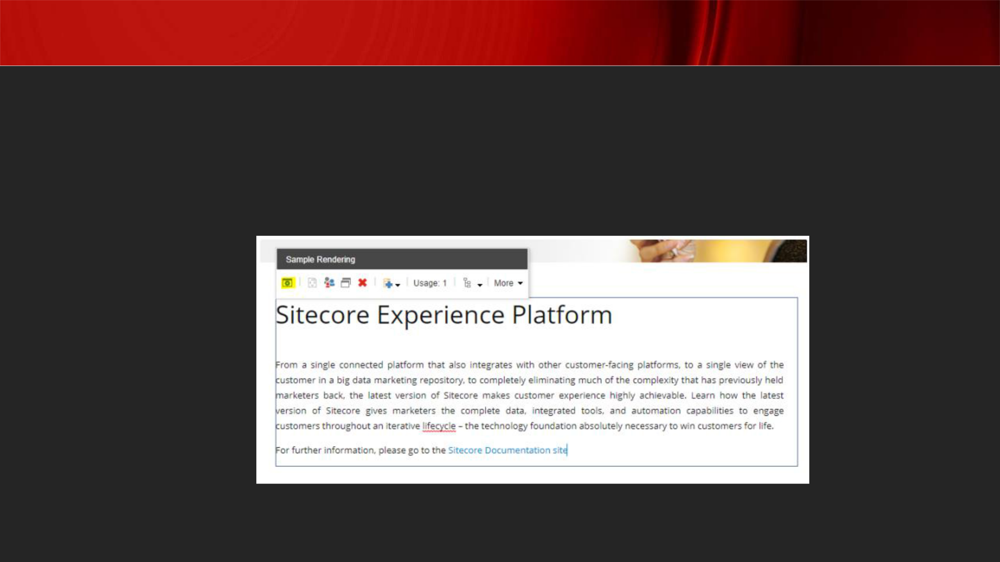 Sample Rendering
Usage: 1 More
Sitecore Experience Platform
From a single connected platform that also integrates with other customer-facing platforms, to a single view of the
customer in a big data marketing repository, to completely eliminating much of the complexity that has previously held
marketers back, the latest version of Sitecore makes customer experience highly achievable. Learn how the latest
version of Sitecore gives marketers the complete data, integrated tools, and automation capabilities to engage
customers throughout an iterative lifecycle – the technology foundation absolutely necessary to win customers for life.
For further information, please go to the Sitecore Documentation site